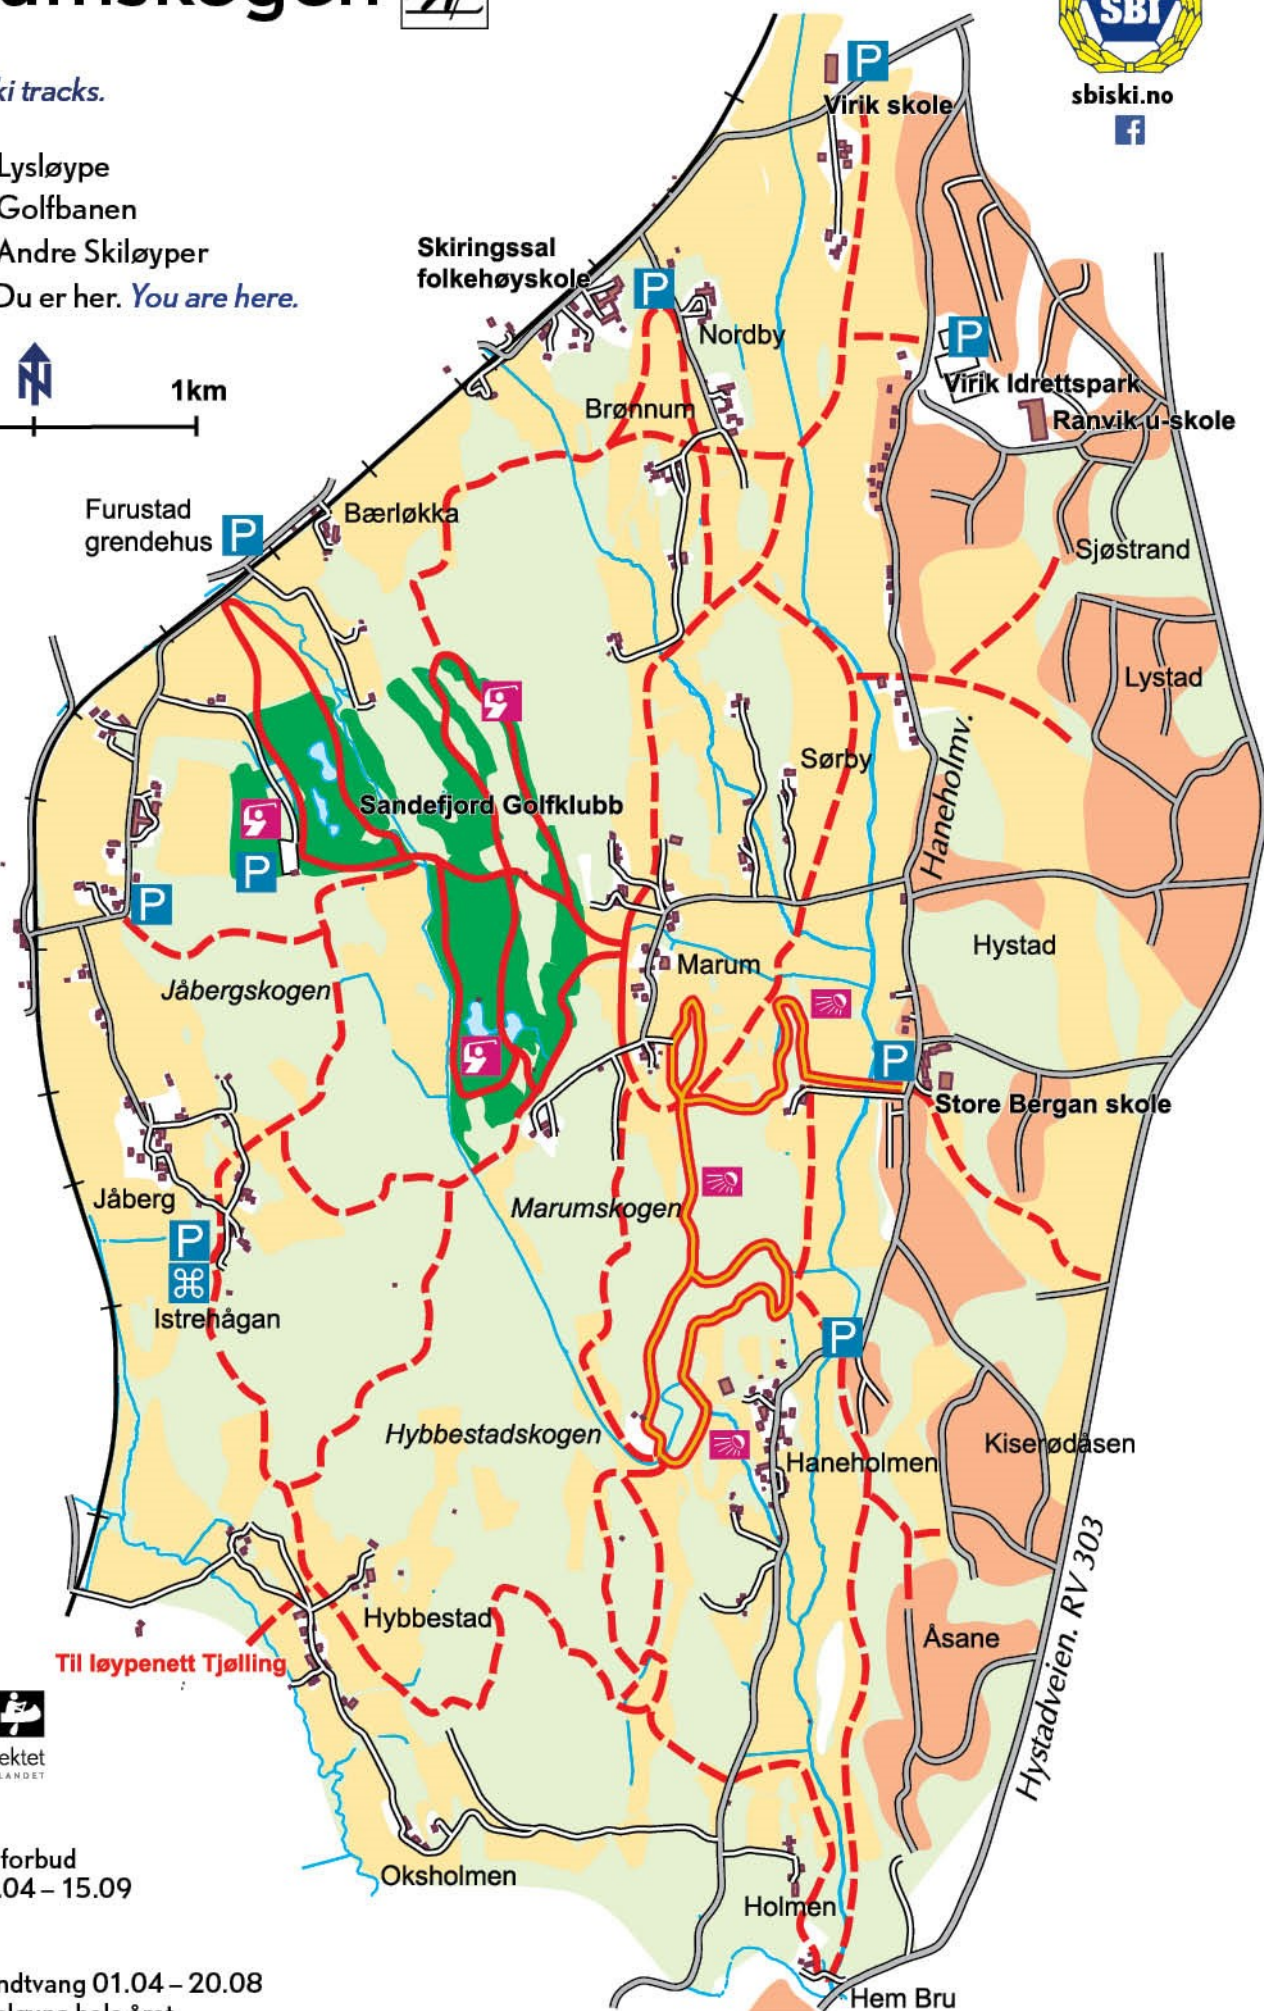 SBI
sbiski.no
ki tracks.
Lysløype
Golfbanen
Andre Skiløyper
Du er her. You are here.
N
1km
P
Virik skole
Skiringssal
folkehøyskole
P
Nordby
Brønnum
P
Virik Idrettspark
Ranvik u-skole
Furustad
grendehus
P
Bærløkka
Sjøstrand
Lystad
Sørby
Haneholmv.
Sandefjord Golfklubb
P
P
Hystad
Marum
Jåbergskogen
P
Store Bergan skole
Jåberg
P
Istrehågan
Marumskogen
P
Hybbestadskogen
Haneholmen
Kiserødåsen
Hystadveien. RV 303
Hybbestad
Åsane
Til løypenett Tjølling
ektet
LANDET
forbud
.04 – 15.09
Oksholmen
Holmen
ndtvang 01.04 – 20.08
Hem Bru